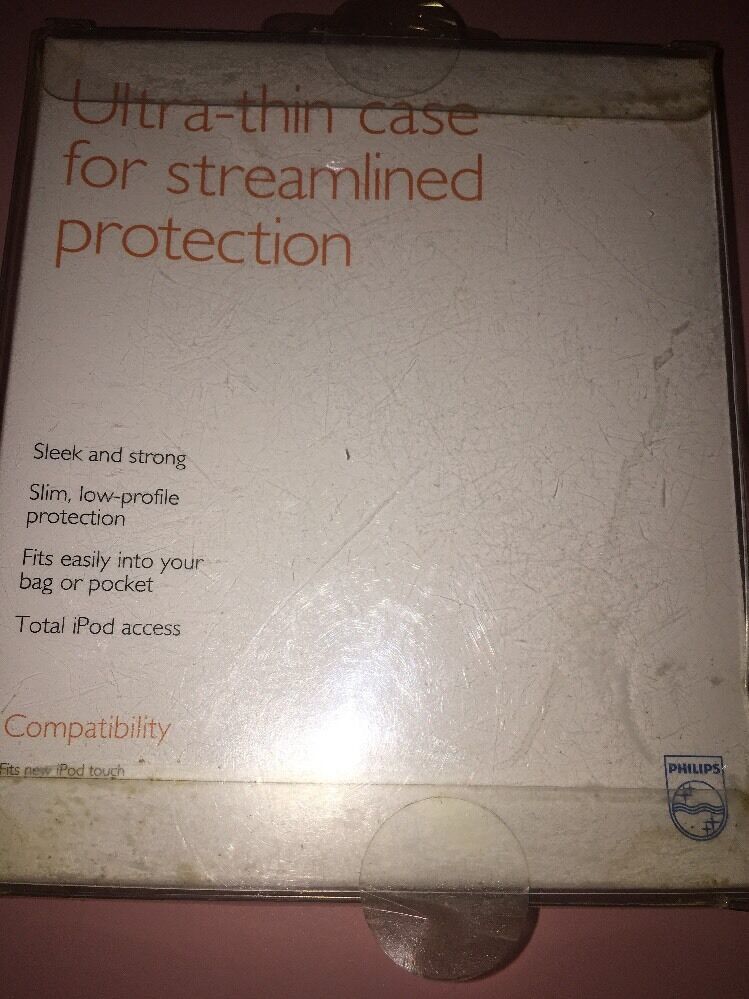 Ultra-thin case
for streamlined
protection
Sleek and strong
Slim, low-profile
protection
Fits easily into your
bag or pocket
Total iPod access
Compatibility
Fits new iPod touch
PHILIPS